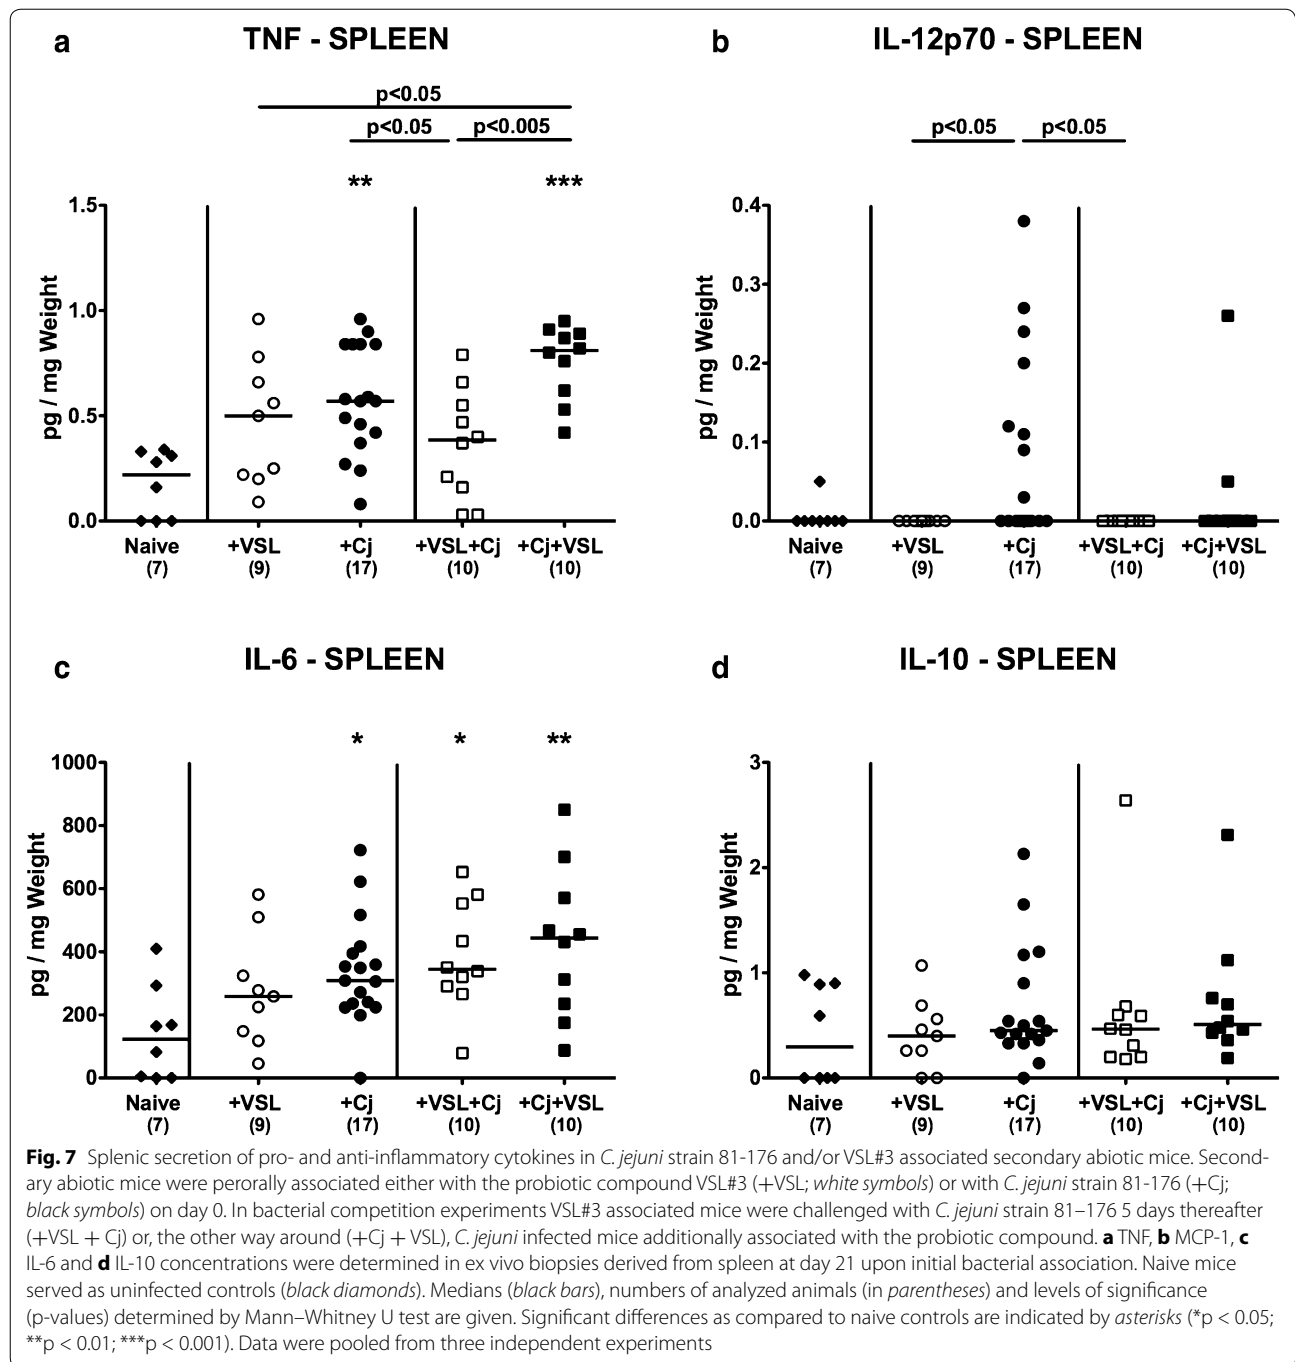 a
TNF - SPLEEN
p<0.05
p<0.05 p<0.005
** ***
1.5
1.0
0.5
0.0
pg / mg Weight
Naive +VSL +Cj +VSL+Cj +Cj+VSL
(7) (9) (17) (10) (10)
b
IL-12p70 - SPLEEN
p<0.05 p<0.05
0.4
0.3
0.2
0.1
0.0
pg / mg Weight
Naive +VSL +Cj +VSL+Cj +Cj+VSL
(7) (9) (17) (10) (10)
c
IL-6 - SPLEEN
* * **
1000
800
600
400
200
0
pg / mg Weight
Naive +VSL +Cj +VSL+Cj +Cj+VSL
(7) (9) (17) (10) (10)
d
IL-10 - SPLEEN
3
2
1
0
pg / mg Weight
Naive +VSL +Cj +VSL+Cj +Cj+VSL
(7) (9) (17) (10) (10)
Fig. 7 Splenic secretion of pro- and anti-inflammatory cytokines in C. jejuni strain 81-176 and/or VSL#3 associated secondary abiotic mice. Second-
ary abiotic mice were perorally associated either with the probiotic compound VSL#3 (+VSL; white symbols) or with C. jejuni strain 81-176 (+Cj;
black symbols) on day 0. In bacterial competition experiments VSL#3 associated mice were challenged with C. jejuni strain 81–176 5 days thereafter
(+VSL + Cj) or, the other way around (+Cj + VSL), C. jejuni infected mice additionally associated with the probiotic compound. a TNF, b MCP-1, c
IL-6 and d IL-10 concentrations were determined in ex vivo biopsies derived from spleen at day 21 upon initial bacterial association. Naive mice
served as uninfected controls (black diamonds). Medians (black bars), numbers of analyzed animals (in parentheses) and levels of significance
(p-values) determined by Mann–Whitney U test are given. Significant differences as compared to naive controls are indicated by asterisks (*p < 0.05;
**p < 0.01; ***p < 0.001). Data were pooled from three independent experiments